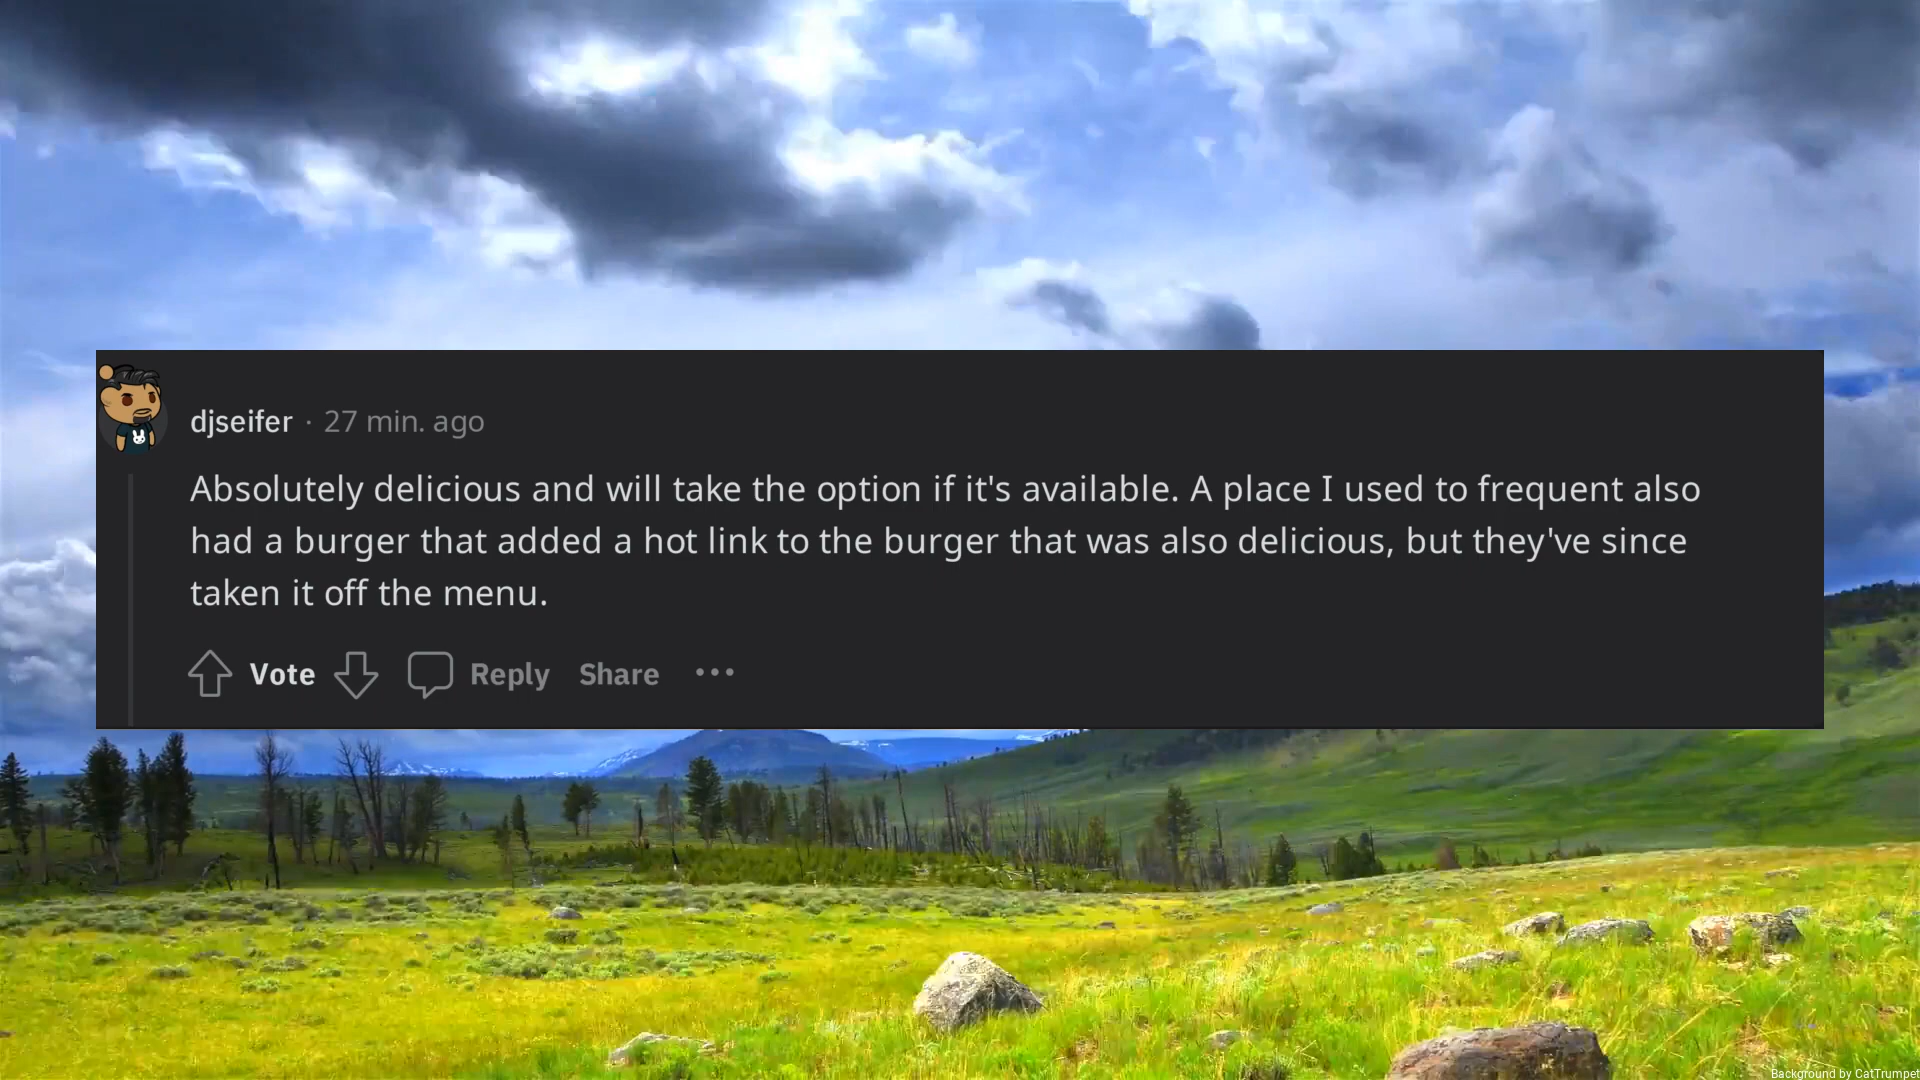 djseifer · 27 min. ago
Absolutely delicious and will take the option if it's available. A place I used to frequent also
had a burger that added a hot link to the burger that was also delicious, but they've since
taken it off the menu.
Vote Reply Share ···
Background by CatTrumpet